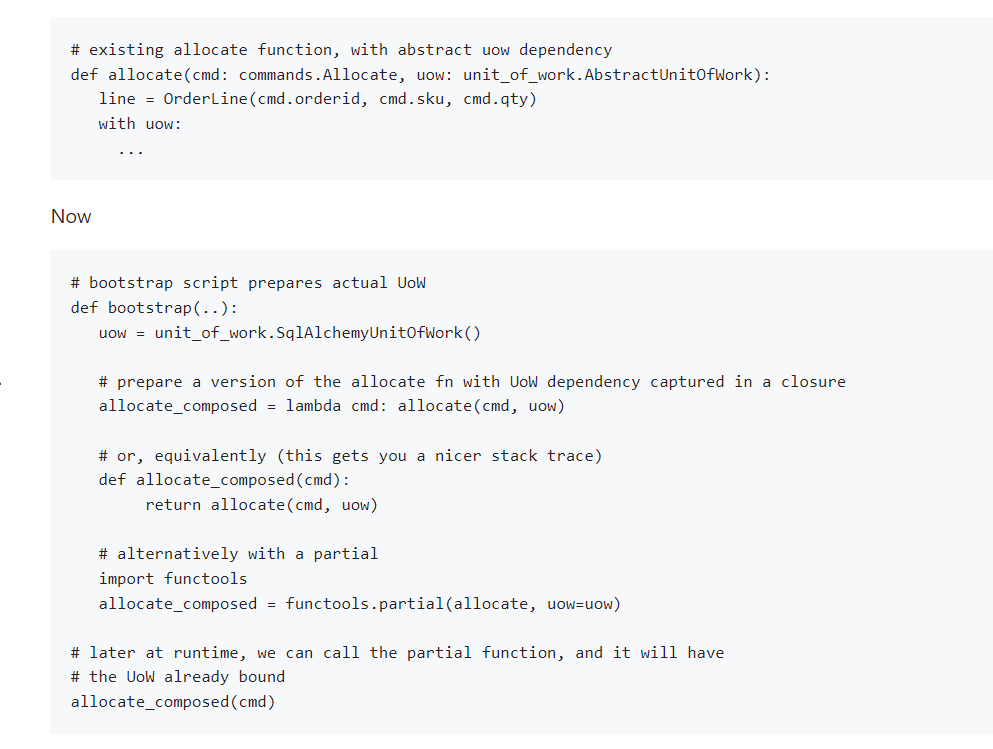 # existing allocate function, with abstract uow dependency
def allocate(cmd: commands.Allocate, uow: unit_of_work.AbstractUnitOfWork):
   line = OrderLine(cmd.orderid, cmd.sku, cmd.qty)
   with uow:
     ...
Now
# bootstrap script prepares actual UoW
def bootstrap(..):
   uow = unit_of_work.SqlAlchemyUnitOfWork()
   # prepare a version of the allocate fn with UoW dependency captured in a closure
   allocate_composed = lambda cmd: allocate(cmd, uow)
   # or, equivalently (this gets you a nicer stack trace)
   def allocate_composed(cmd):
        return allocate(cmd, uow)
   # alternatively with a partial
   import functools
   allocate_composed = functools.partial(allocate, uow=uow)
# later at runtime, we can call the partial function, and it will have
# the UoW already bound
allocate_composed(cmd)